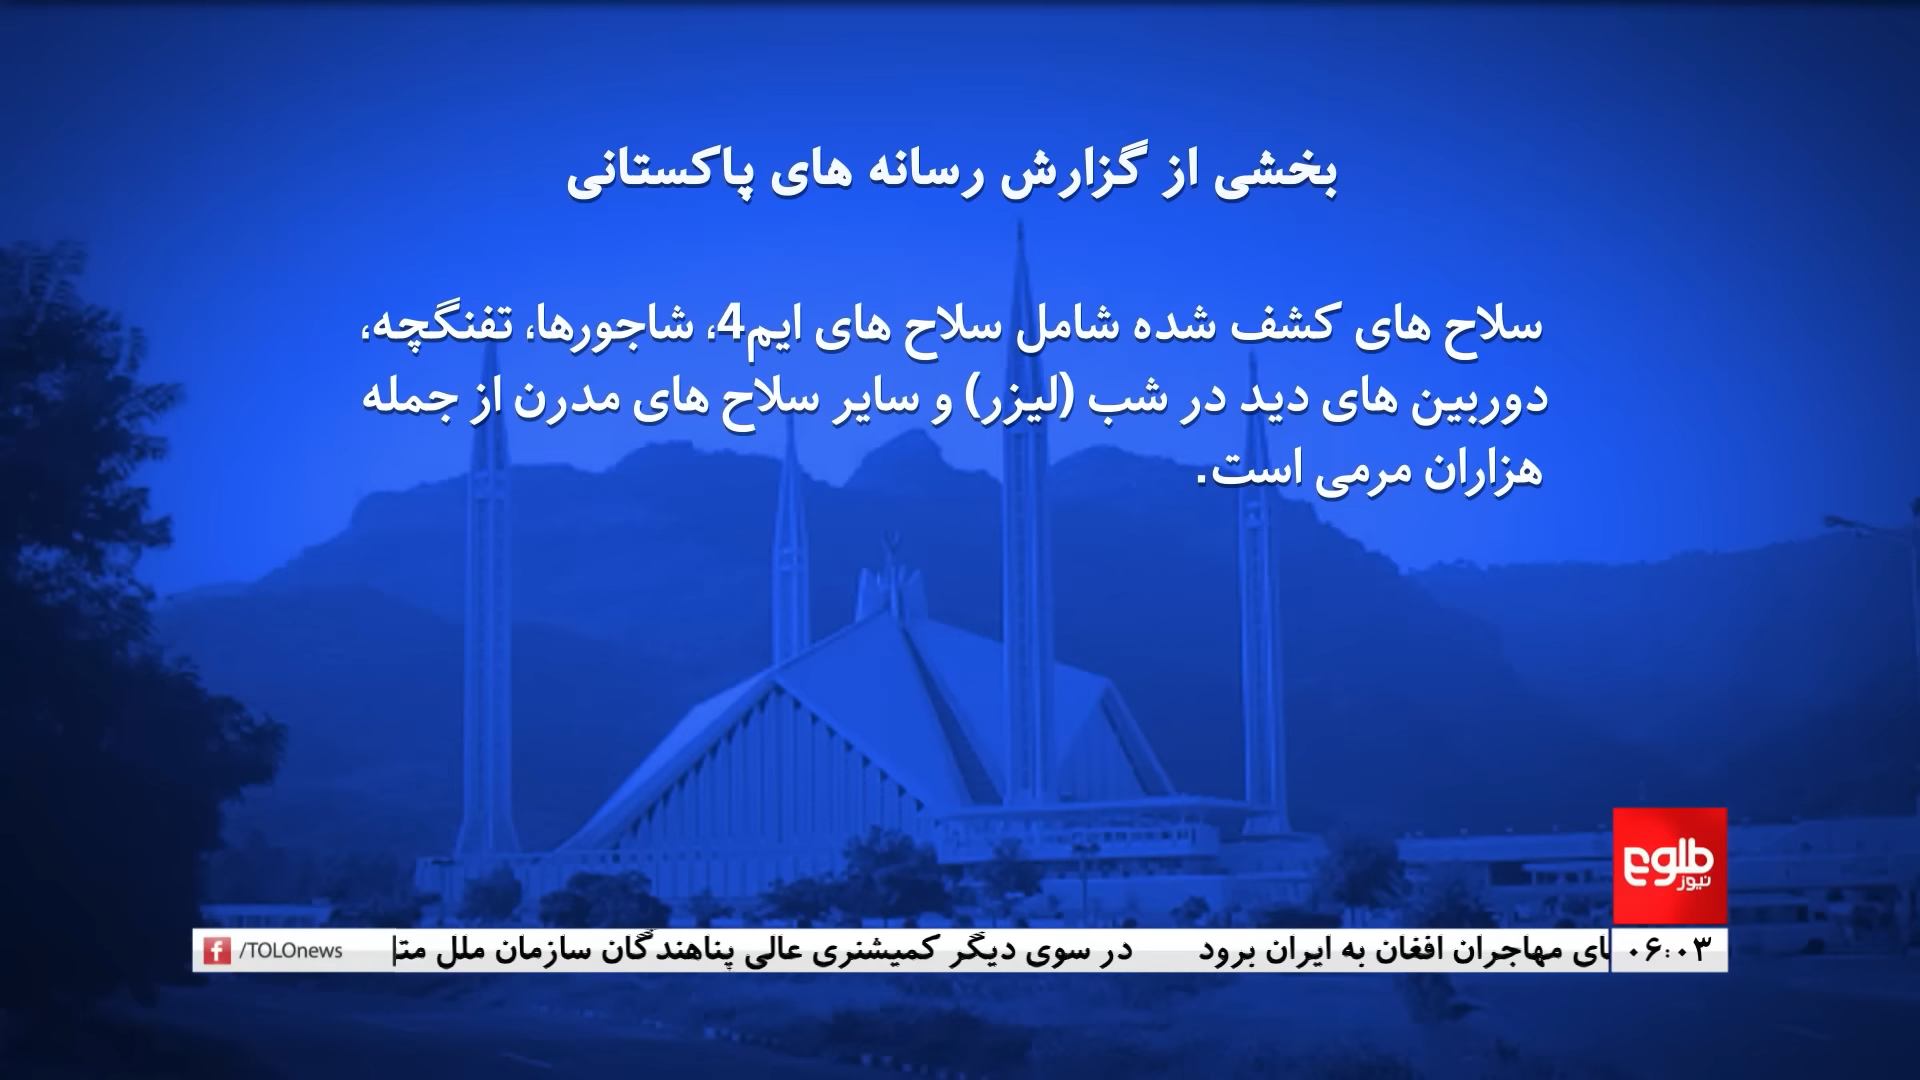 بخشی از گزارش رسانه های پاکستانی
سلاح های کشف شده شامل سلاح های ایم4، شاجورها، تفنگچه،
دوربین های دید در شب (لیزر) و سایر سلاح های مدرن از جمله
هزاران مرمی است.
طلوع
نیوز
۰۶:۰۳
ای مهاجران افغان به ایران برود در سوی دیگر کمیشنری عالی پناهندگان سازمان ملل
/TOLOnews